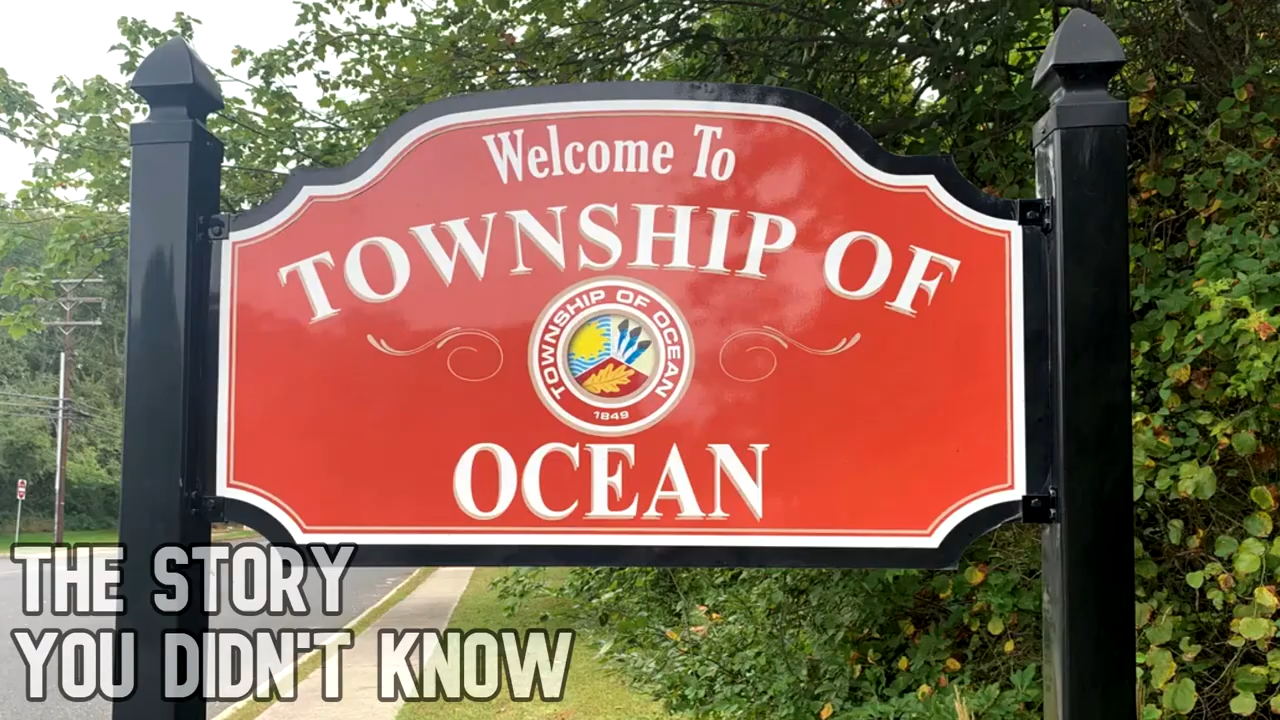 Welcome To
TOWNSHIP OF
TOWNSHIP OF OCEAN
1849
OCEAN
THE STORY
YOU DIDN'T KNOW